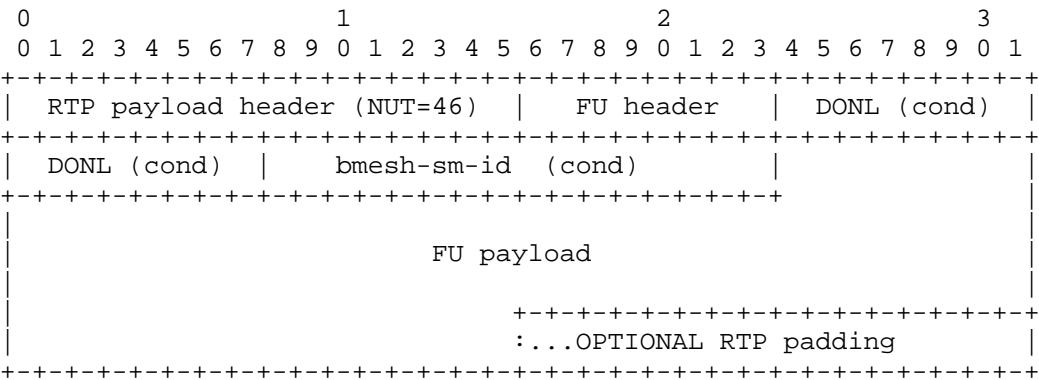 0                   1                   2                   3
 0 1 2 3 4 5 6 7 8 9 0 1 2 3 4 5 6 7 8 9 0 1 2 3 4 5 6 7 8 9 0 1
+-+-+-+-+-+-+-+-+-+-+-+-+-+-+-+-+-+-+-+-+-+-+-+-+-+-+-+-+-+-+-+-+
|  RTP payload header (NUT=46)  |   FU header   |  DONL (cond)  |
+-+-+-+-+-+-+-+-+-+-+-+-+-+-+-+-+-+-+-+-+-+-+-+-+-+-+-+-+-+-+-+-+
|  DONL (cond)  |    bmesh-sm-id  (cond)        |               |
+-+-+-+-+-+-+-+-+-+-+-+-+-+-+-+-+-+-+-+-+-+-+-+-+               |
|                                                               |
|                          FU payload                           |
|                                                               |
|                               +-+-+-+-+-+-+-+-+-+-+-+-+-+-+-+-+
|                               :...OPTIONAL RTP padding        |
+-+-+-+-+-+-+-+-+-+-+-+-+-+-+-+-+-+-+-+-+-+-+-+-+-+-+-+-+-+-+-+-+